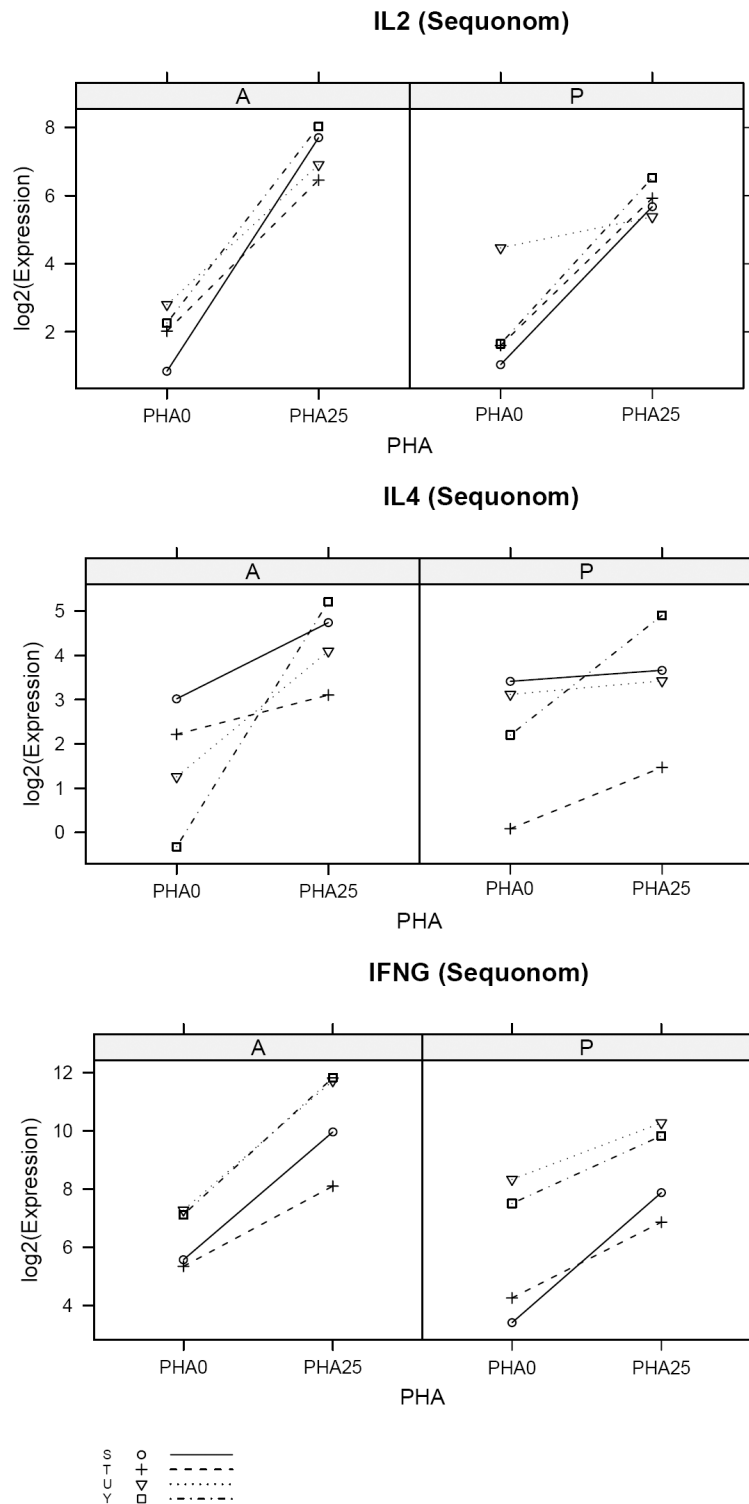 IL2 (Sequonom)
A P
8
6
4
2
log2(Expression)
PHA0 PHA25 PHA0 PHA25
PHA
IL4 (Sequonom)
A P
5
4
3
2
1
0
log2(Expression)
PHA0 PHA25 PHA0 PHA25
PHA
IFNG (Sequonom)
A P
12
10
8
6
4
log2(Expression)
PHA0 PHA25 PHA0 PHA25
PHA
S
T
U
Y